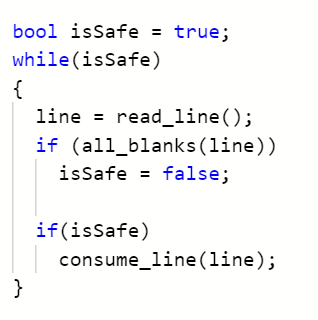 bool isSafe = true;
while(isSafe)
{
  line = read_line();
  if (all_blanks(line))
    isSafe = false;

  if(isSafe)
    consume_line(line);
}